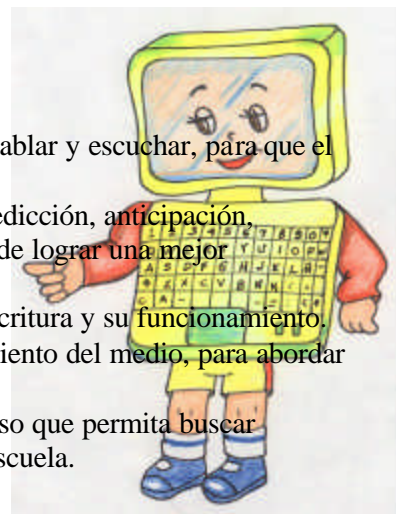 ablar y escuchar, para que el
edicción, anticipación,
de lograr una mejor
critura y su funcionamiento.
iento del medio, para abordar
so que permita buscar
scuela.